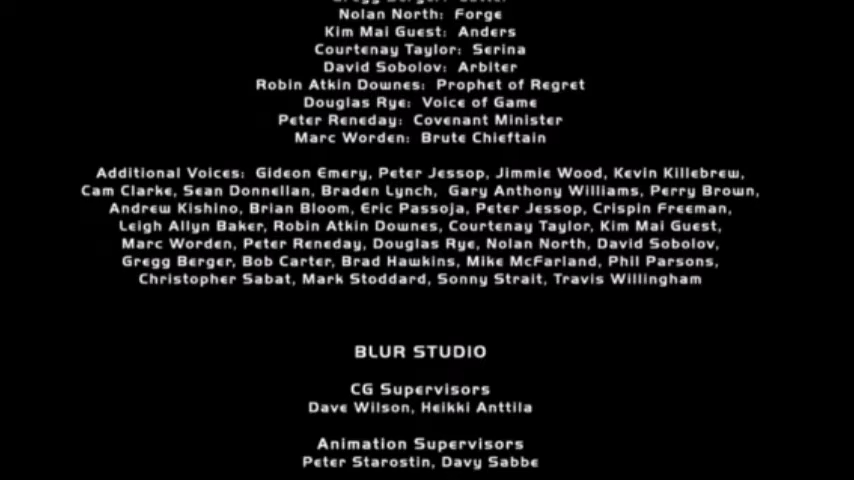 Nolan North: Forge
Kim Mai Guest: Anders
Courtenay Taylor: Serina
David Sobolov: Arbiter
Robin Atkin Downes: Prophet of Regret
Douglas Rye: Voice of Game
Peter Reneday: Covenant Minister
Marc Worden: Brute Chieftain
Additional Voices: Gideon Emery, Peter Jessop, Jimmie Wood, Kevin Killebrew,
Cam Clarke, Sean Donnellan, Braden Lynch, Gary Anthony Williams, Perry Brown,
Andrew Kishino, Brian Bloom, Eric Passoja, Peter Jessop, Crispin Freeman,
Leigh Allyn Baker, Robin Atkin Downes, Courtenay Taylor, Kim Mai Guest,
Marc Worden, Peter Reneday, Douglas Rye, Nolan North, David Sobolov,
Gregg Berger, Bob Carter, Brad Hawkins, Mike McFarland, Phil Parsons,
Christopher Sabat, Mark Stoddard, Sonny Strait, Travis Willingham
BLUR STUDIO
CG Supervisors
Dave Wilson, Heikki Anttila
Animation Supervisors
Peter Starostin, Davy Sabbe